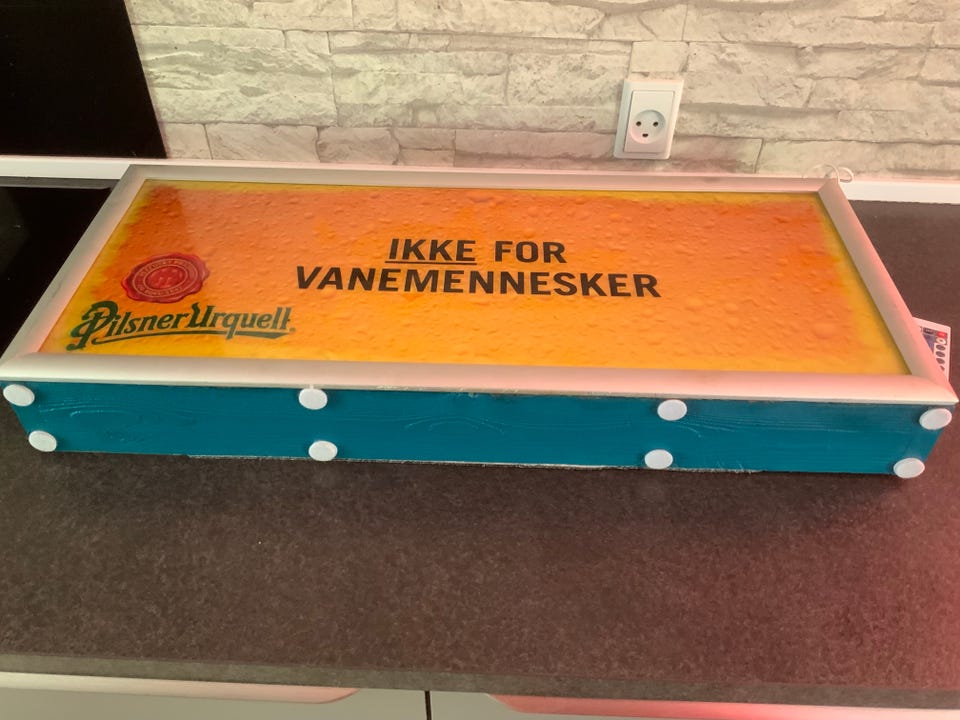 IKKE FOR
VANEMENNESKER
Pilsner Urquell